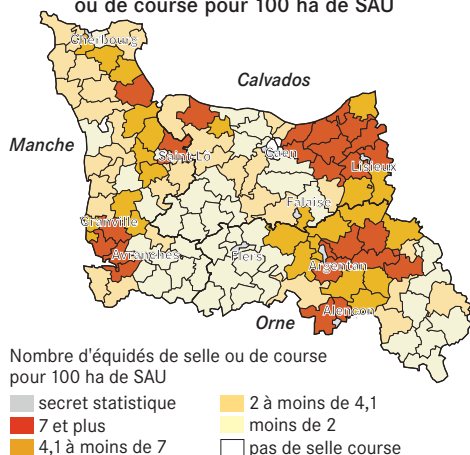 ou de course pour 100 ha de SAU
Cherbourg
Calvados
Manche
Saint-Lô
Caen
Lisieux
Falaise
Granville
Avranches
Flers
Argentan
Alençon
Orne
Nombre d'équidés de selle ou de course
pour 100 ha de SAU
secret statistique
7 et plus
4,1 à moins de 7
2 à moins de 4,1
moins de 2
pas de selle course